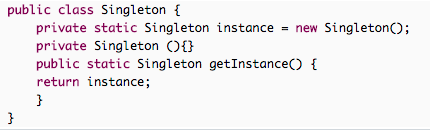 public class Singleton {
    private static Singleton instance = new Singleton();
    private Singleton (){}
    public static Singleton getInstance() {
    return instance;
    }
}